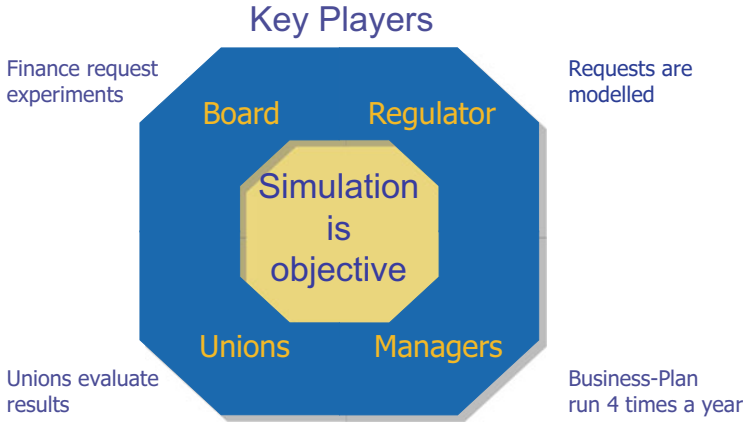 Key Players
Finance request
experiments
Requests are
modelled
Board
Regulator
Simulation
is
objective
Unions
Managers
Unions evaluate
results
Business-Plan
run 4 times a year